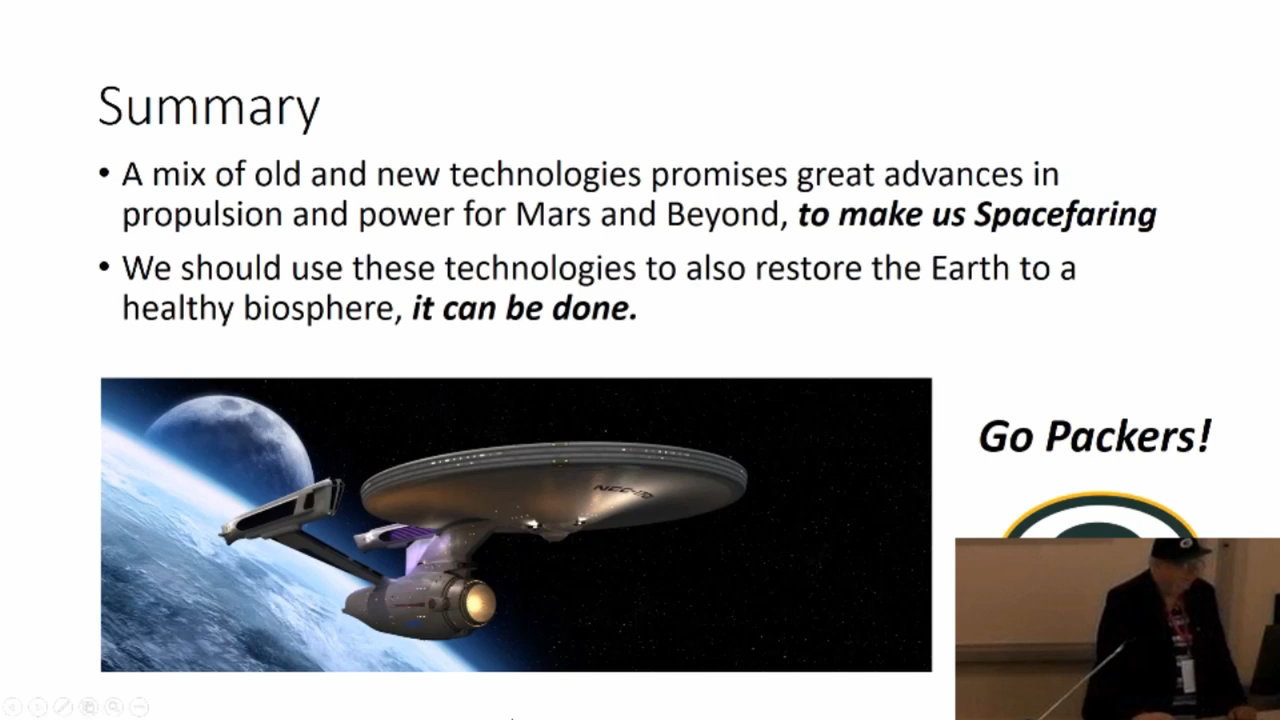 Summary
• A mix of old and new technologies promises great advances in
propulsion and power for Mars and Beyond, to make us Spacefaring
• We should use these technologies to also restore the Earth to a
healthy biosphere, it can be done.
Go Packers!